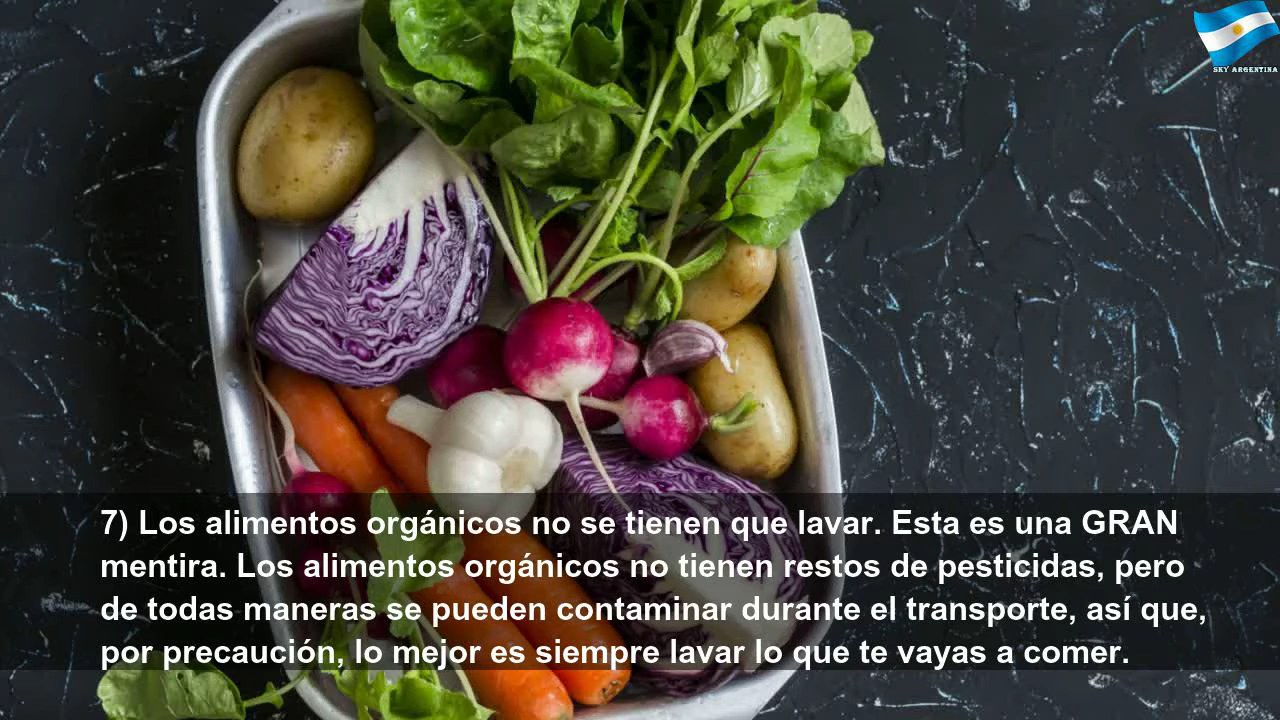 SKY ARGENTINA
7) Los alimentos orgánicos no se tienen que lavar. Esta es una GRAN
mentira. Los alimentos orgánicos no tienen restos de pesticidas, pero
de todas maneras se pueden contaminar durante el transporte, así que,
por precaución, lo mejor es siempre lavar lo que te vayas a comer.